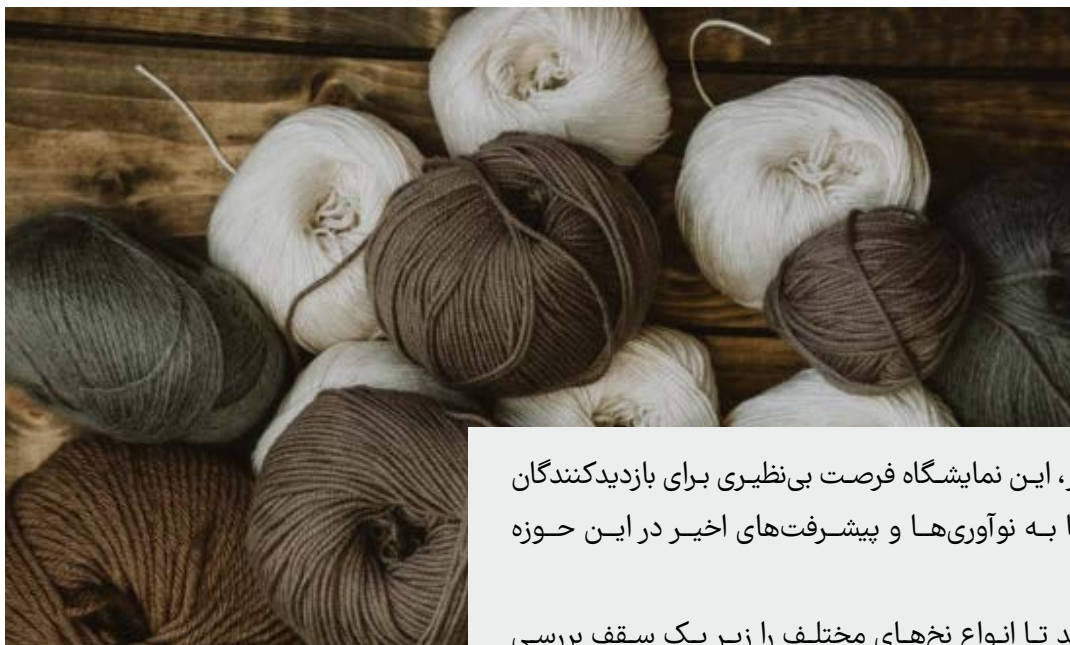 ، این نمایشگاه فرصت بی‌نظیری برای بازدیدکنندگان
به نوآوری‌ها و پیشرفت‌های اخیر در این حوزه
تا انواع نخ‌های مختلف را زیر یک سقف بررسی